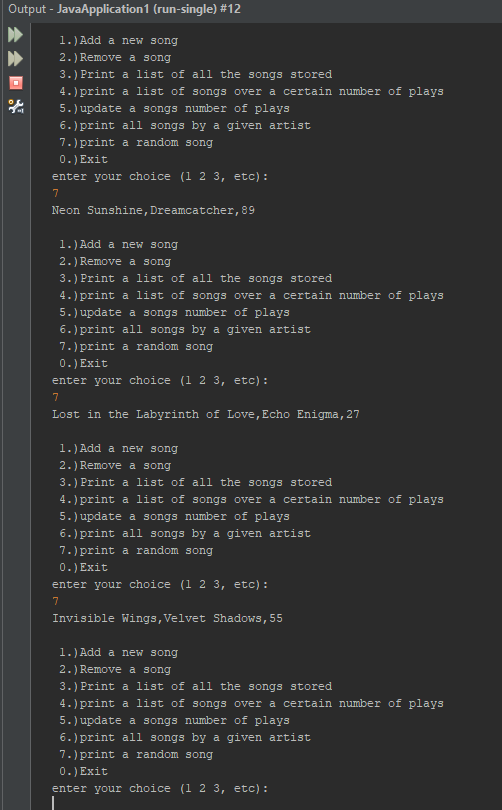 Output - JavaApplication1 (run-single) #12
1.)Add a new song
2.)Remove a song
3.)Print a list of all the songs stored
4.)print a list of songs over a certain number of plays
5.)update a songs number of plays
6.)print all songs by a given artist
7.)print a random song
0.)Exit
enter your choice (1 2 3, etc):
7
Neon Sunshine,Dreamcatcher,89
1.)Add a new song
2.)Remove a song
3.)Print a list of all the songs stored
4.)print a list of songs over a certain number of plays
5.)update a songs number of plays
6.)print all songs by a given artist
7.)print a random song
0.)Exit
enter your choice (1 2 3, etc):
7
Lost in the Labyrinth of Love,Echo Enigma,27
1.)Add a new song
2.)Remove a song
3.)Print a list of all the songs stored
4.)print a list of songs over a certain number of plays
5.)update a songs number of plays
6.)print all songs by a given artist
7.)print a random song
0.)Exit
enter your choice (1 2 3, etc):
7
Invisible Wings,Velvet Shadows,55
1.)Add a new song
2.)Remove a song
3.)Print a list of all the songs stored
4.)print a list of songs over a certain number of plays
5.)update a songs number of plays
6.)print all songs by a given artist
7.)print a random song
0.)Exit
enter your choice (1 2 3, etc):